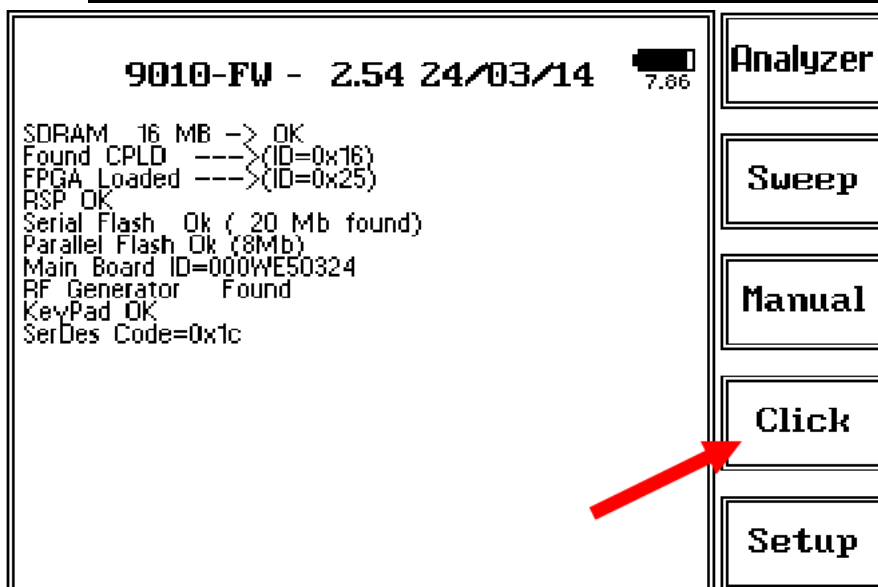 9010-FW - 2.54 24/03/14
7.86
SDRAM 16 MB -> OK
Found CPLD --->(ID=0x16)
FPGA Loaded --->(ID=0x25)
RSP OK
Serial Flash Ok ( 20 Mb found)
Parallel Flash Ok (8Mb)
Main Board ID=000WE50324
RF Generator Found
KeyPad OK
SerDes Code=0x1c
Analyzer
Sweep
Manual
Click
Setup